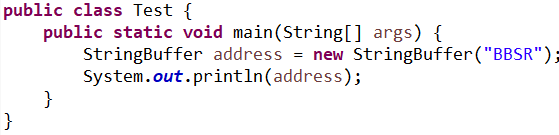 public class Test {
    public static void main(String[] args) {
        StringBuffer address = new StringBuffer("BBSR");
        System.out.println(address);
    }
}